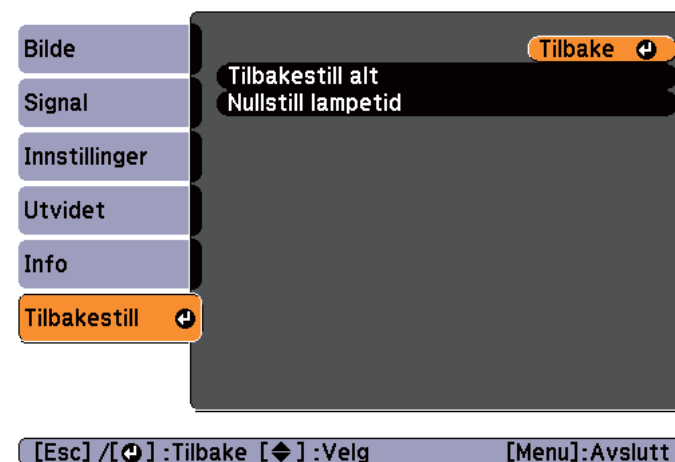 Bilde
Signal
Innstillinger
Utvidet
Info
Tilbakestill
Tilbake
Tilbakestill alt
Nullstill lampetid
[Esc] /[⏎] :Tilbake [◆] :Velg [Menu]:Avslutt